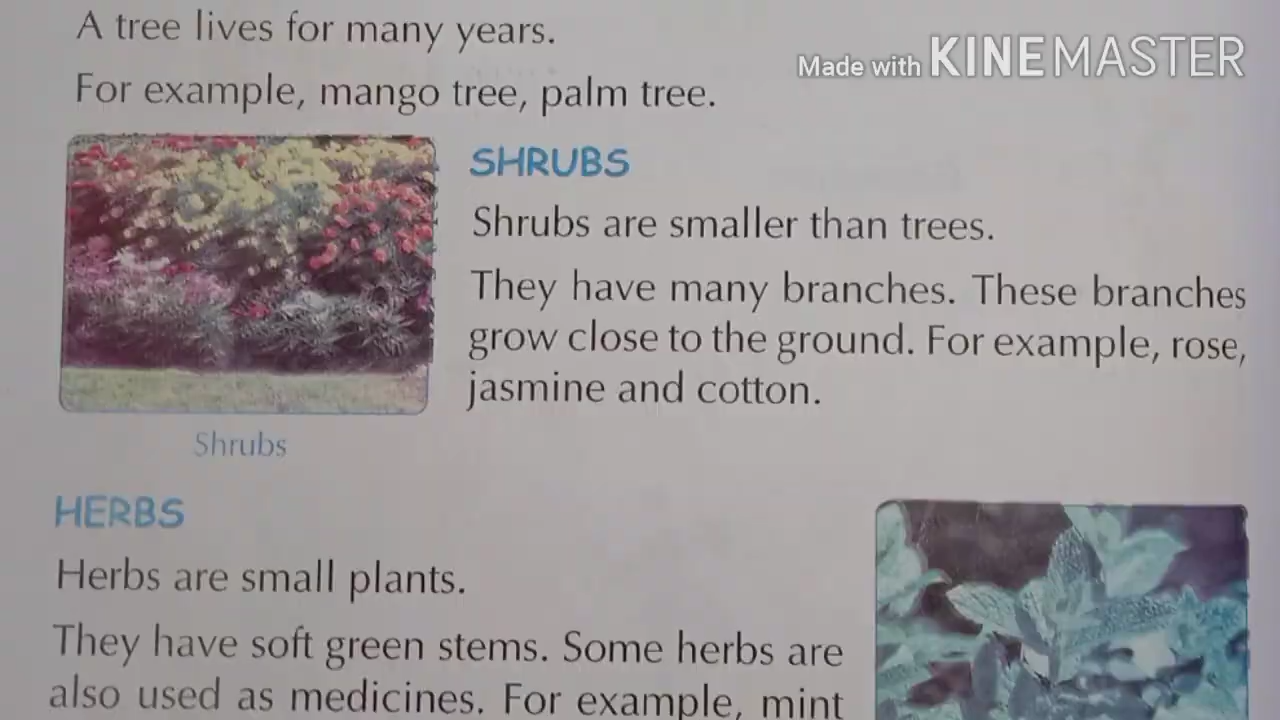 A tree lives for many years.
Made with KINEMASTER
For example, mango tree, palm tree.
SHRUBS
Shrubs are smaller than trees.
They have many branches. These branches
grow close to the ground. For example, rose,
jasmine and cotton.
Shrubs
HERBS
Herbs are small plants.
They have soft green stems. Some herbs are
also used as medicines. For example, mint